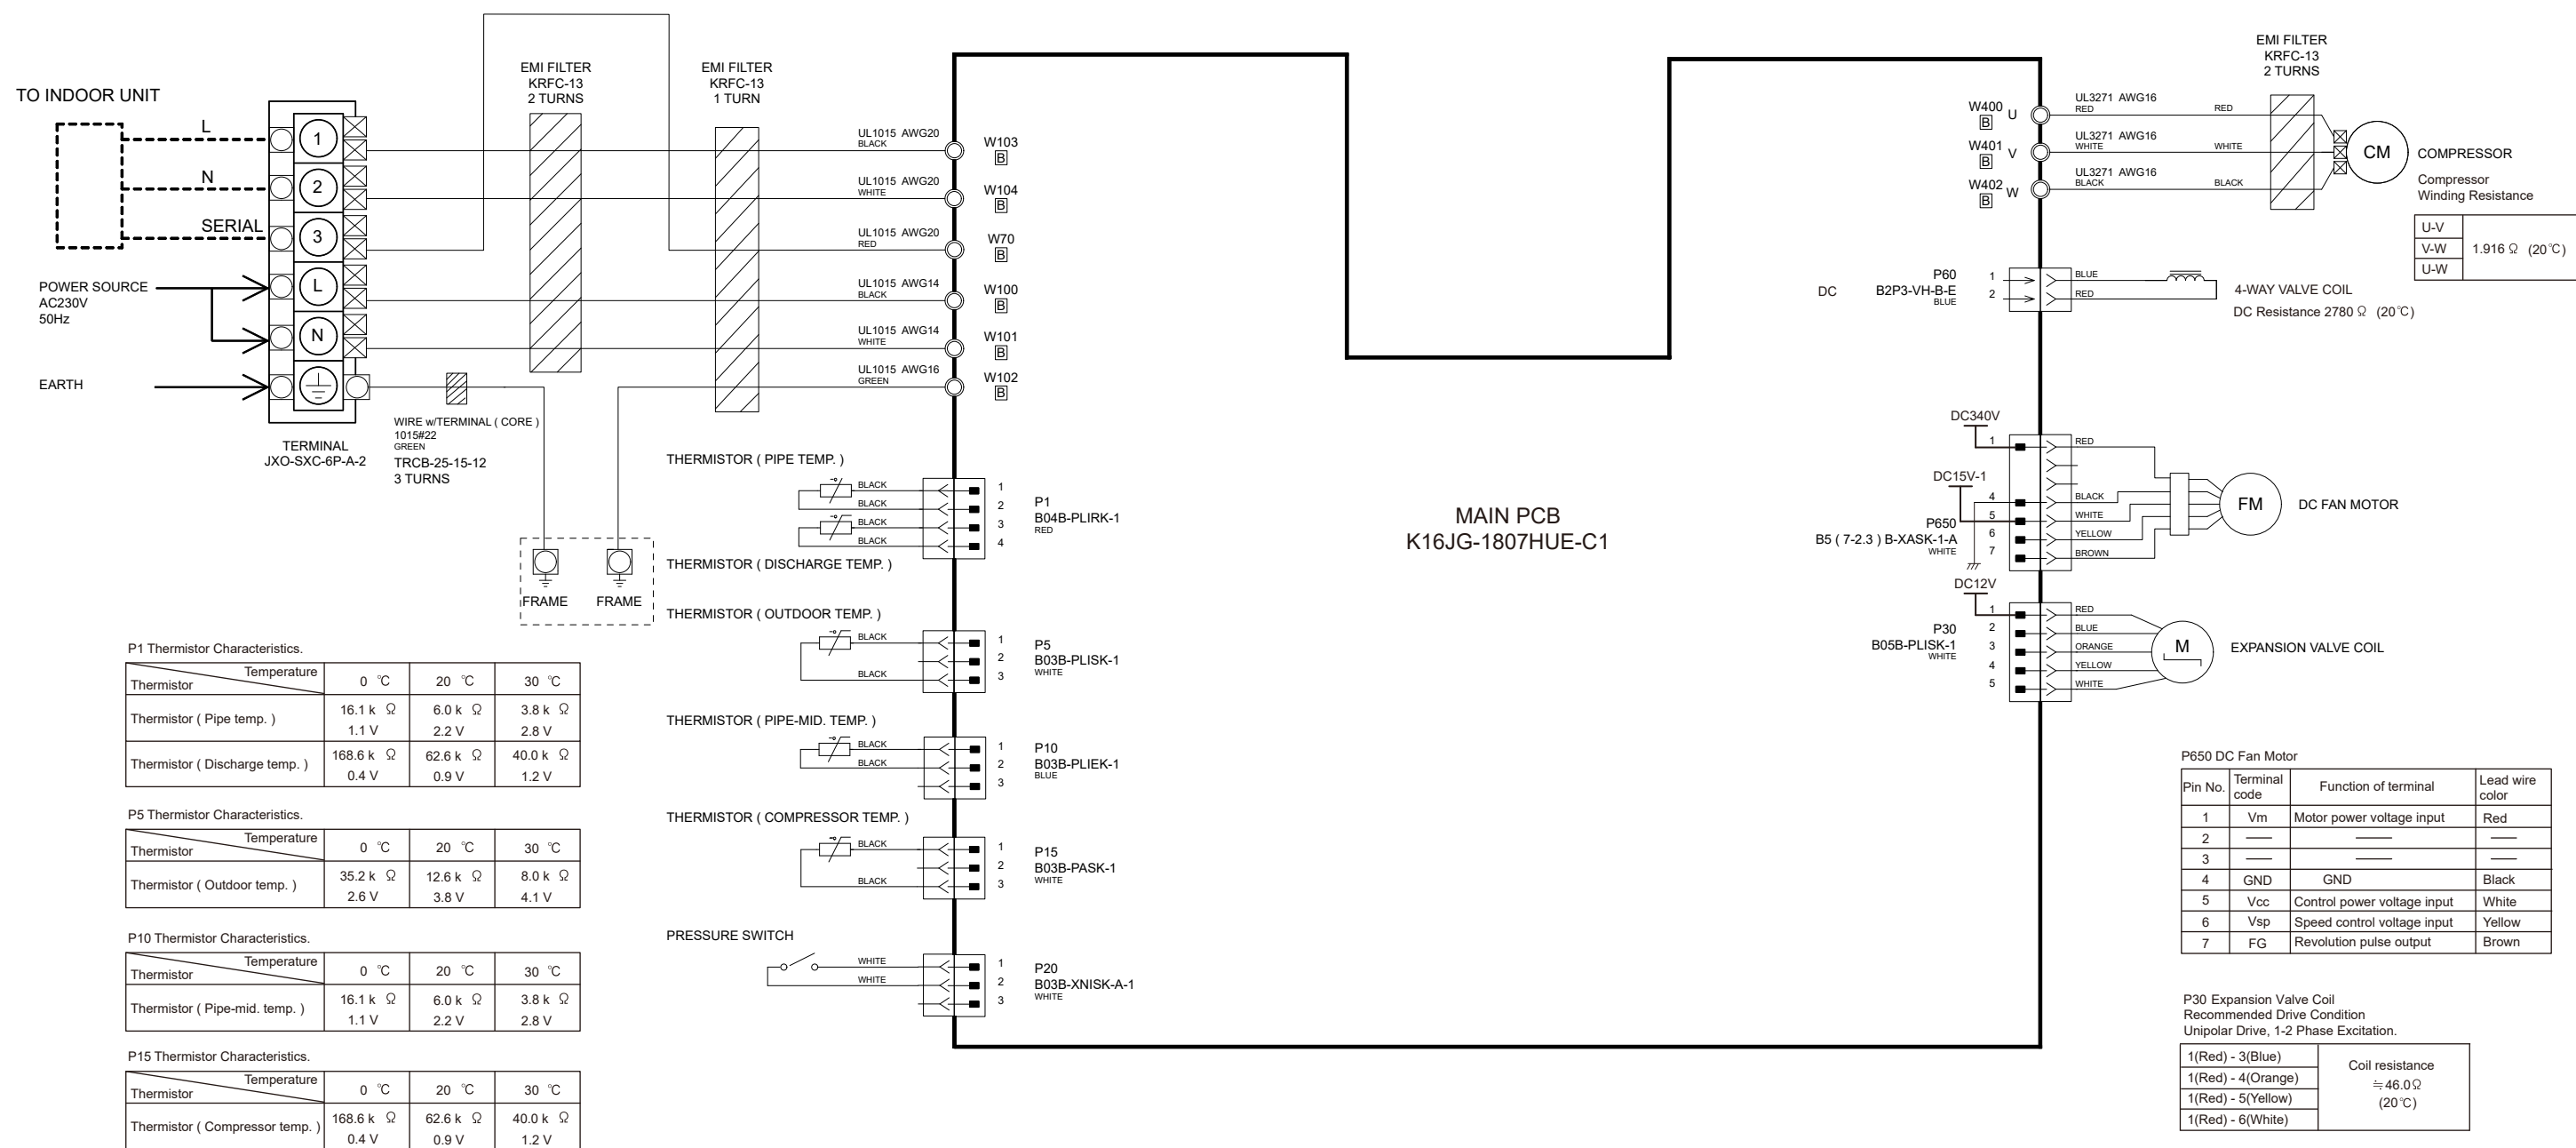 TO INDOOR UNIT
L
N
SERIAL
POWER SOURCE
AC230V
50Hz
EARTH
1
2
3
L
N
TERMINAL
JXO-SXC-6P-A-2
WIRE w/TERMINAL ( CORE )
1015#22
GREEN
TRCB-25-15-12
3 TURNS
EMI FILTER
KRFC-13
2 TURNS
EMI FILTER
KRFC-13
1 TURN
FRAME
FRAME
UL1015 AWG20
BLACK
W103
B
UL1015 AWG20
WHITE
W104
B
UL1015 AWG20
RED
W70
B
UL1015 AWG14
BLACK
W100
B
UL1015 AWG14
WHITE
W101
B
UL1015 AWG16
GREEN
W102
B
THERMISTOR ( PIPE TEMP. )
BLACK
BLACK
BLACK
BLACK
1
2
3
4
P1
B04B-PLIRK-1
RED
THERMISTOR ( DISCHARGE TEMP. )
THERMISTOR ( OUTDOOR TEMP. )
BLACK
BLACK
1
2
3
P5
B03B-PLISK-1
WHITE
THERMISTOR ( PIPE-MID. TEMP. )
BLACK
BLACK
1
2
3
P10
B03B-PLIEK-1
BLUE
THERMISTOR ( COMPRESSOR TEMP. )
BLACK
BLACK
1
2
3
P15
B03B-PASK-1
WHITE
PRESSURE SWITCH
WHITE
WHITE
1
2
3
P20
B03B-XNISK-A-1
WHITE
MAIN PCB
K16JG-1807HUE-C1
EMI FILTER
KRFC-13
2 TURNS
W400 U
B
UL3271 AWG16
RED RED
W401 V
B
UL3271 AWG16
WHITE WHITE
W402 W
B
UL3271 AWG16
BLACK BLACK
CM
COMPRESSOR
Compressor
Winding Resistance
U-V
V-W 1.916 Ω (20℃)
U-W
DC
P60
B2P3-VH-B-E
BLUE
1
2
BLUE
RED
4-WAY VALVE COIL
DC Resistance 2780 Ω (20℃)
DC340V
DC15V-1
P650
B5 ( 7-2.3 ) B-XASK-1-A
WHITE
1
4
5
6
7
RED
BLACK
WHITE
YELLOW
BROWN
FM
DC FAN MOTOR
DC12V
P30
B05B-PLISK-1
WHITE
1
2
3
4
5
RED
BLUE
ORANGE
YELLOW
WHITE
M
EXPANSION VALVE COIL
P1 Thermistor Characteristics.
Temperature
Thermistor 0 ℃ 20 ℃ 30 ℃
Thermistor ( Pipe temp. ) 16.1 k Ω 6.0 k Ω 3.8 k Ω
1.1 V 2.2 V 2.8 V
Thermistor ( Discharge temp. ) 168.6 k Ω 62.6 k Ω 40.0 k Ω
0.4 V 0.9 V 1.2 V
P5 Thermistor Characteristics.
Temperature
Thermistor 0 ℃ 20 ℃ 30 ℃
Thermistor ( Outdoor temp. ) 35.2 k Ω 12.6 k Ω 8.0 k Ω
2.6 V 3.8 V 4.1 V
P10 Thermistor Characteristics.
Temperature
Thermistor 0 ℃ 20 ℃ 30 ℃
Thermistor ( Pipe-mid. temp. ) 16.1 k Ω 6.0 k Ω 3.8 k Ω
1.1 V 2.2 V 2.8 V
P15 Thermistor Characteristics.
Temperature
Thermistor 0 ℃ 20 ℃ 30 ℃
Thermistor ( Compressor temp. ) 168.6 k Ω 62.6 k Ω 40.0 k Ω
0.4 V 0.9 V 1.2 V
P650 DC Fan Motor
Pin No. Terminal code Function of terminal Lead wire color
1 Vm Motor power voltage input Red
2 — — —
3 — — —
4 GND GND Black
5 Vcc Control power voltage input White
6 Vsp Speed control voltage input Yellow
7 FG Revolution pulse output Brown
P30 Expansion Valve Coil
Recommended Drive Condition
Unipolar Drive, 1-2 Phase Excitation.
1(Red) - 3(Blue)
1(Red) - 4(Orange)
1(Red) - 5(Yellow)
1(Red) - 6(White)
Coil resistance
≒46.0Ω
(20℃)